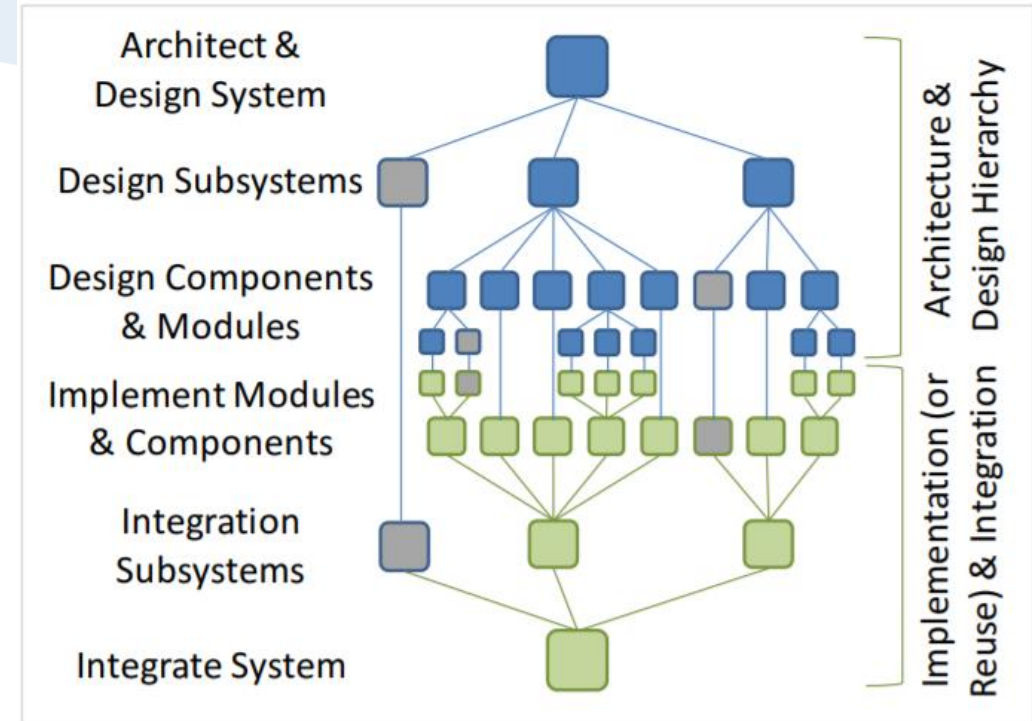 Architect &
Design System
Design Subsystems
Design Components
& Modules
Implement Modules
& Components
Integration
Subsystems
Integrate System
Architecture &
Design Hierarchy
Implementation (or
Reuse) & Integration